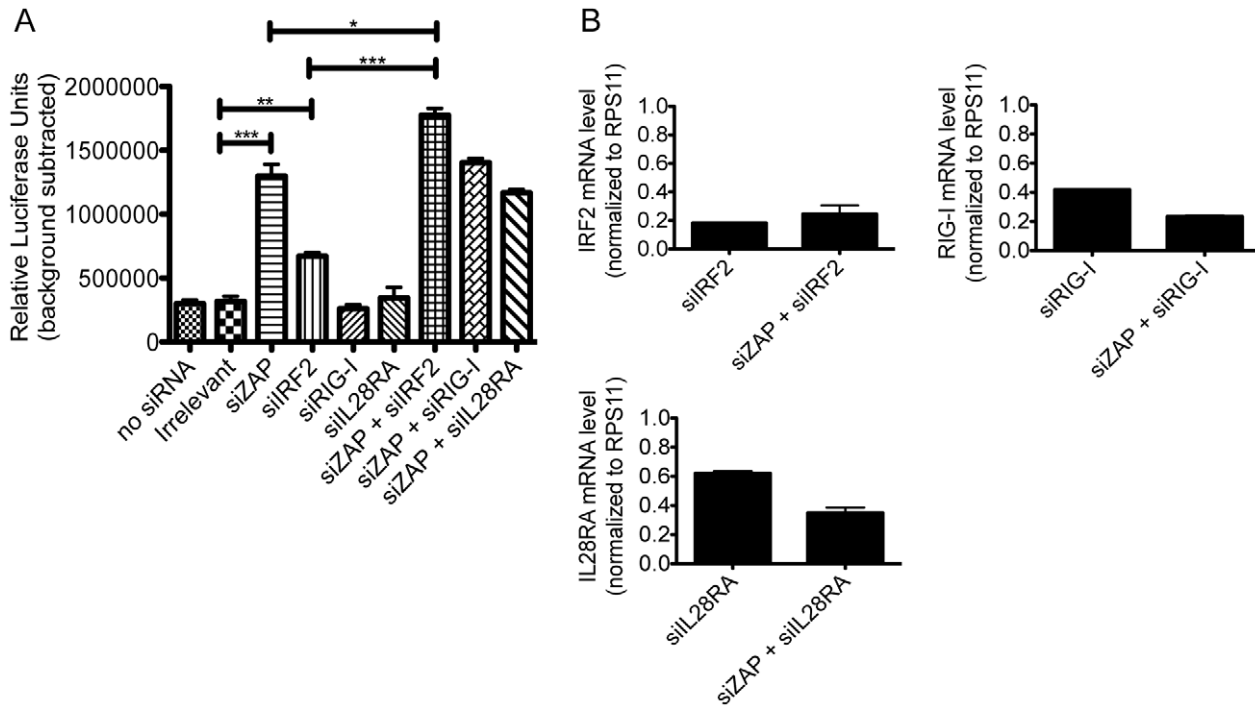 A
*
***
**
***
Relative Luciferase Units
(background subtracted)
2000000
1500000
1000000
500000
0
no siRNA
Irrelevant
siZAP
siIRF2
siRIG-I
siIL28RA
siZAP + siIRF2
siZAP + siRIG-I
siZAP + siIL28RA
B
IRF2 mRNA level
(normalized to RPS11)
1.0
0.8
0.6
0.4
0.2
0.0
siIRF2
siZAP + siIRF2
RIG-I mRNA level
(normalized to RPS11)
1.0
0.8
0.6
0.4
0.2
0.0
siRIG-I
siZAP + siRIG-I
IL28RA mRNA level
(normalized to RPS11)
1.0
0.8
0.6
0.4
0.2
0.0
siIL28RA
siZAP + siIL28RA